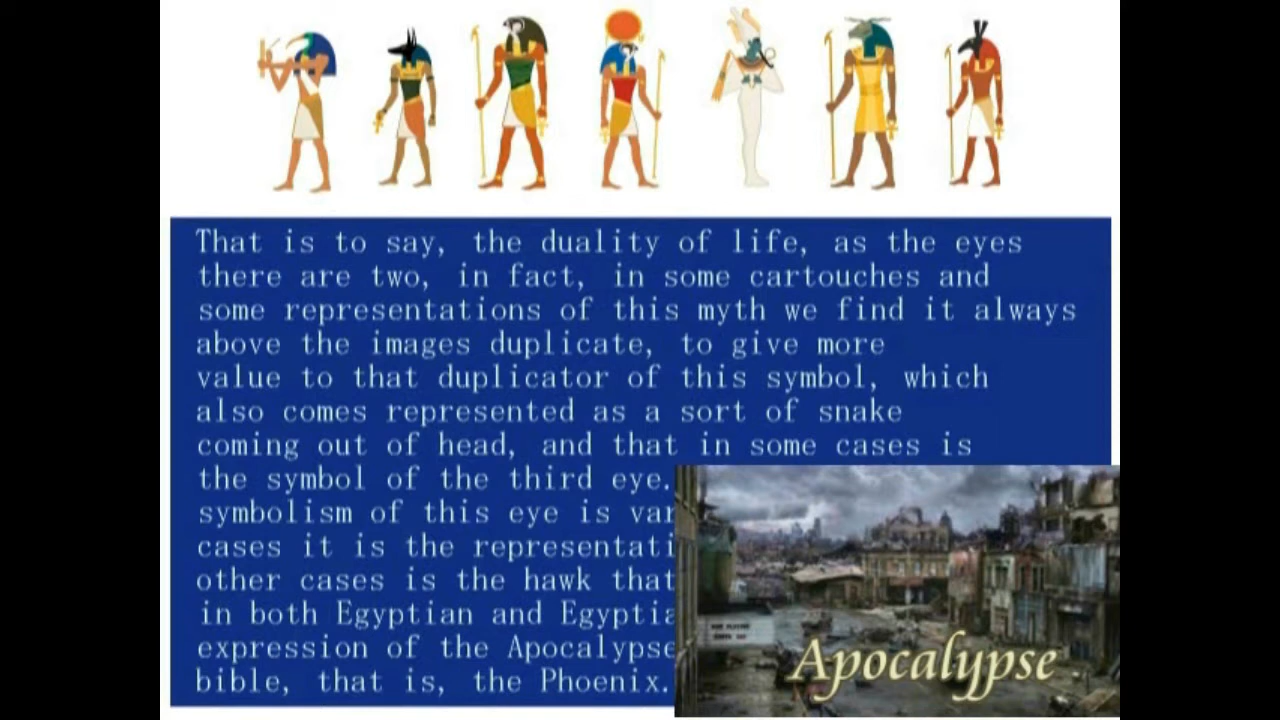 That is to say, the duality of life, as the eyes
there are two, in fact, in some cartouches and
some representations of this myth we find it always
above the images duplicate, to give more
value to that duplicator of this symbol, which
also comes represented as a sort of snake
coming out of head, and that in some cases is
the symbol of the third eye.
symbolism of this eye is var
cases it is the representati
other cases is the hawk that
in both Egyptian and Egyptia
expression of the Apocalypse
bible, that is, the Phoenix.
Apocalypse